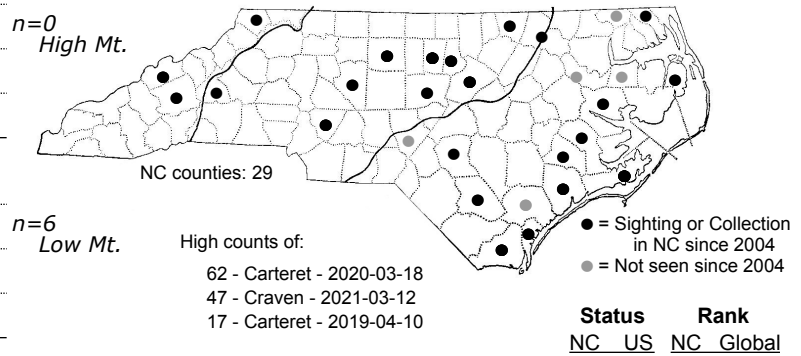 n=0
High Mt.
NC counties: 29
n=6
Low Mt.
High counts of:
62 - Carteret - 2020-03-18
47 - Craven - 2021-03-12
17 - Carteret - 2019-04-10
= Sighting or Collection
in NC since 2004
= Not seen since 2004
Status Rank
NC US NC Global